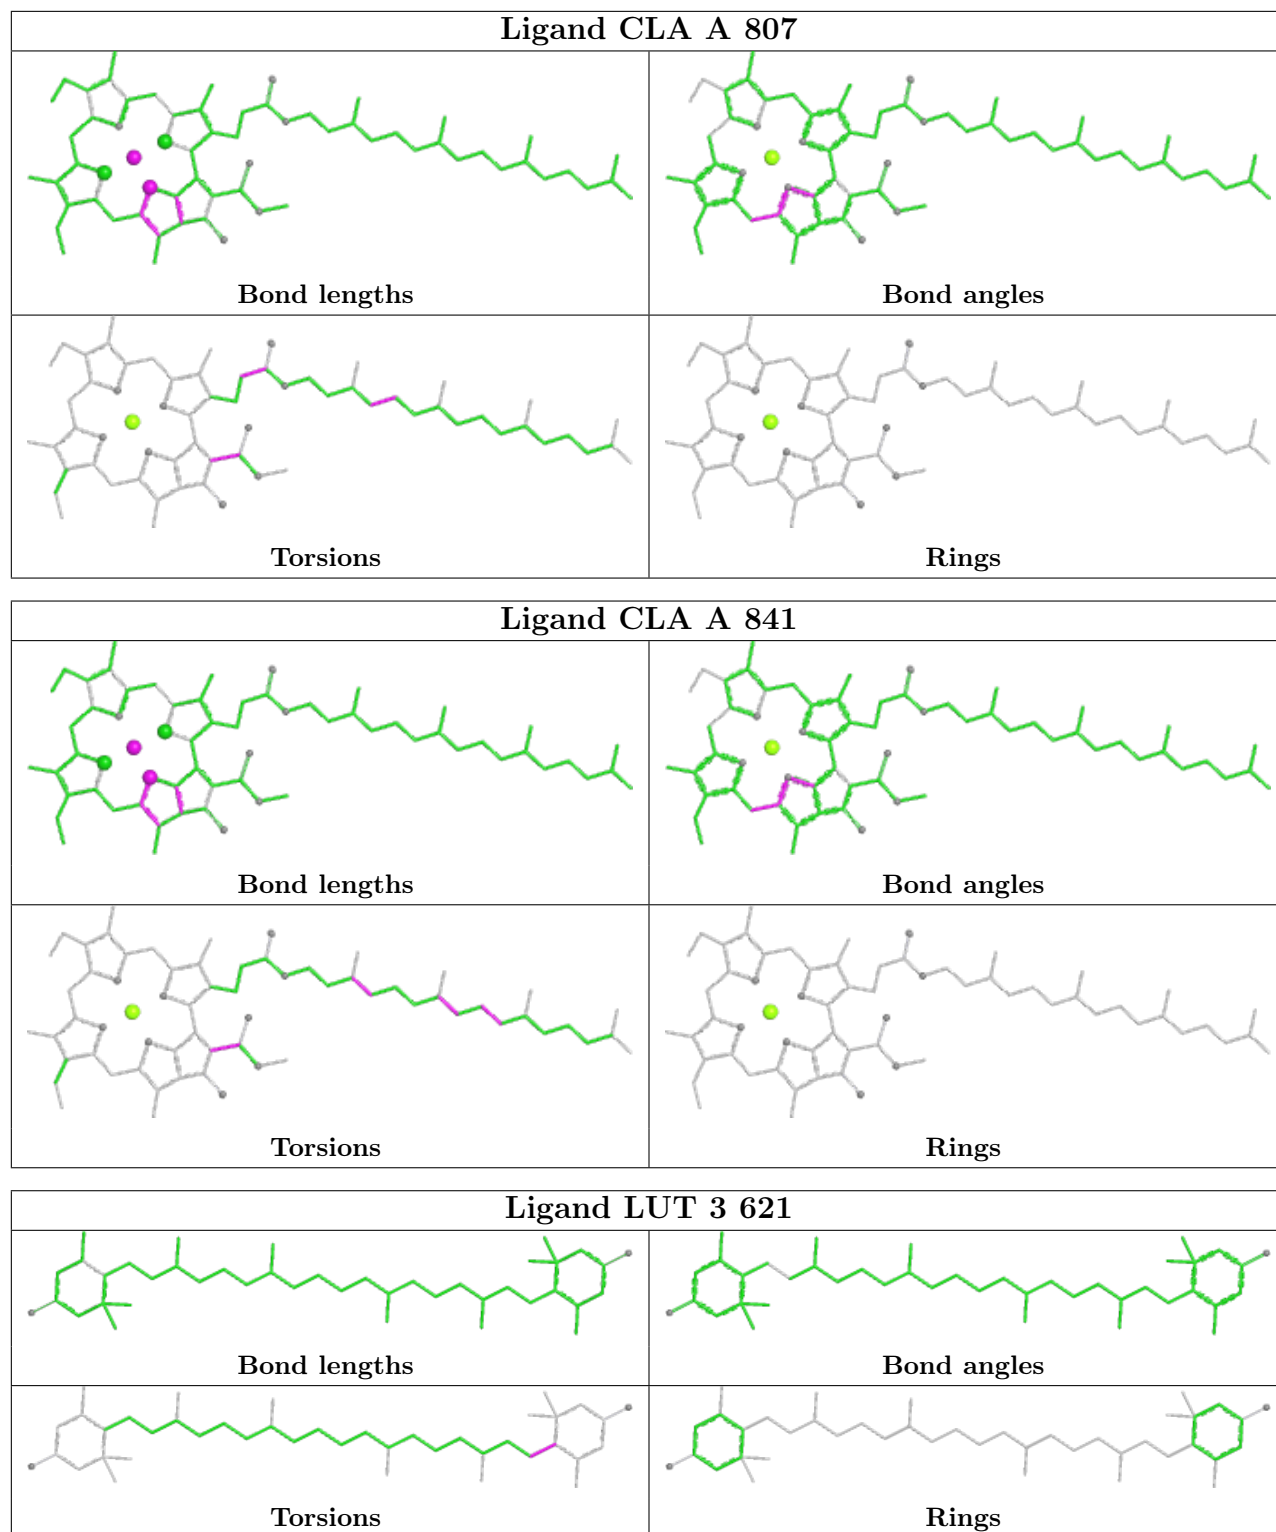 Ligand CLA A 807
Bond lengths
Bond angles
Torsions
Rings
Ligand CLA A 841
Bond lengths
Bond angles
Torsions
Rings
Ligand LUT 3 621
Bond lengths
Bond angles
Torsions
Rings